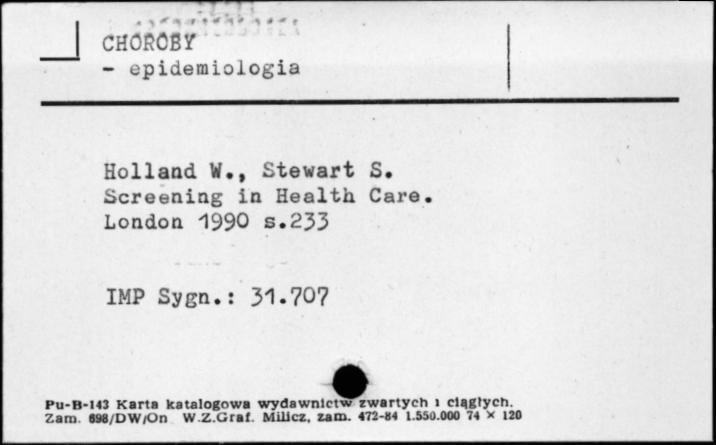 CHOROBY
- epidemiologia
Holland W., Stewart S.
Screening in Health Care.
London 1990 s.233
IMP Sygn.: 31.707
Pu-B-143 Karta katalogowa wydawnictw zwartych i ciągłych.
Zam. 698/DW/On W.Z.Graf. Milicz, zam. 472-84 1.550.000 74 × 120